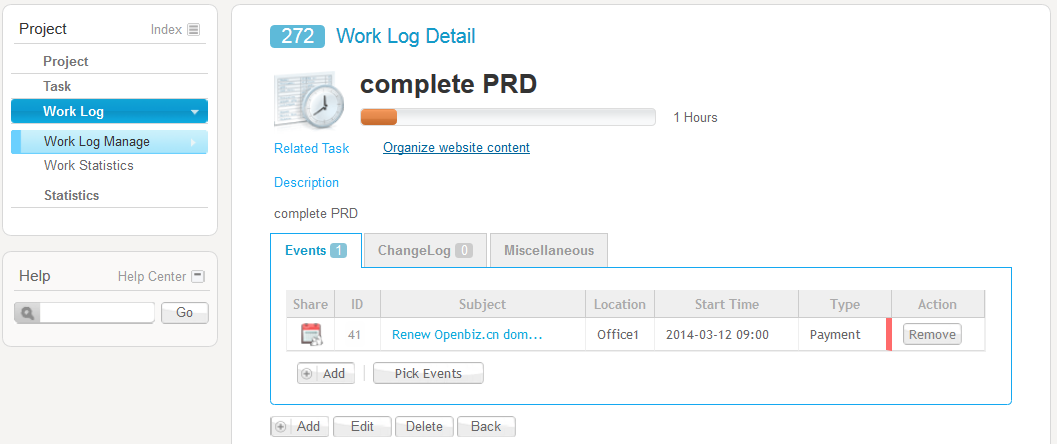 Project Index
Project
Task
Work Log
Work Log Manage
Work Statistics
Statistics
Help Help Center
Go
272 Work Log Detail
complete PRD
1 Hours
Related Task Organize website content
Description
complete PRD
Events 1 ChangeLog 0 Miscellaneous
Share ID Subject Location Start Time Type Action
41 Renew Openbiz.cn dom... Office1 2014-03-12 09:00 Payment Remove
Add Pick Events
Add Edit Delete Back